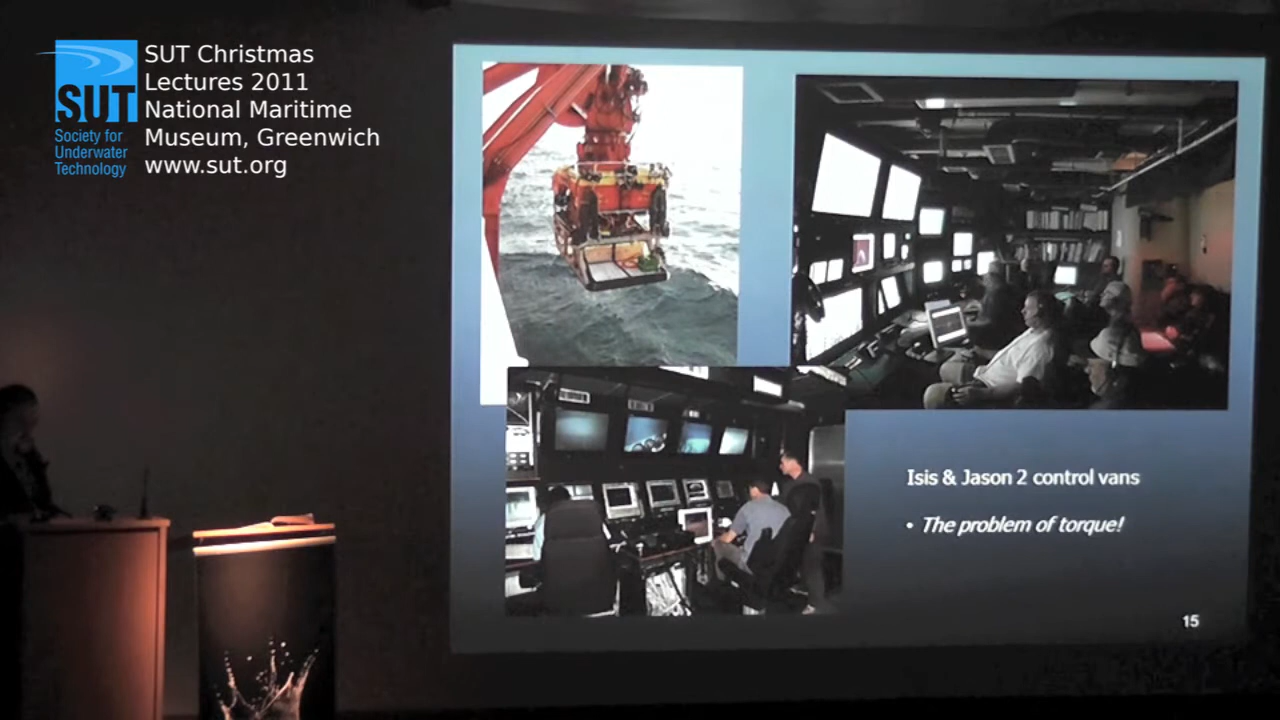 SUT Christmas
Lectures 2011
National Maritime
Museum, Greenwich
www.sut.org
SUT
Society for
Underwater
Technology
Isis & Jason 2 control vans
• The problem of torque!
15